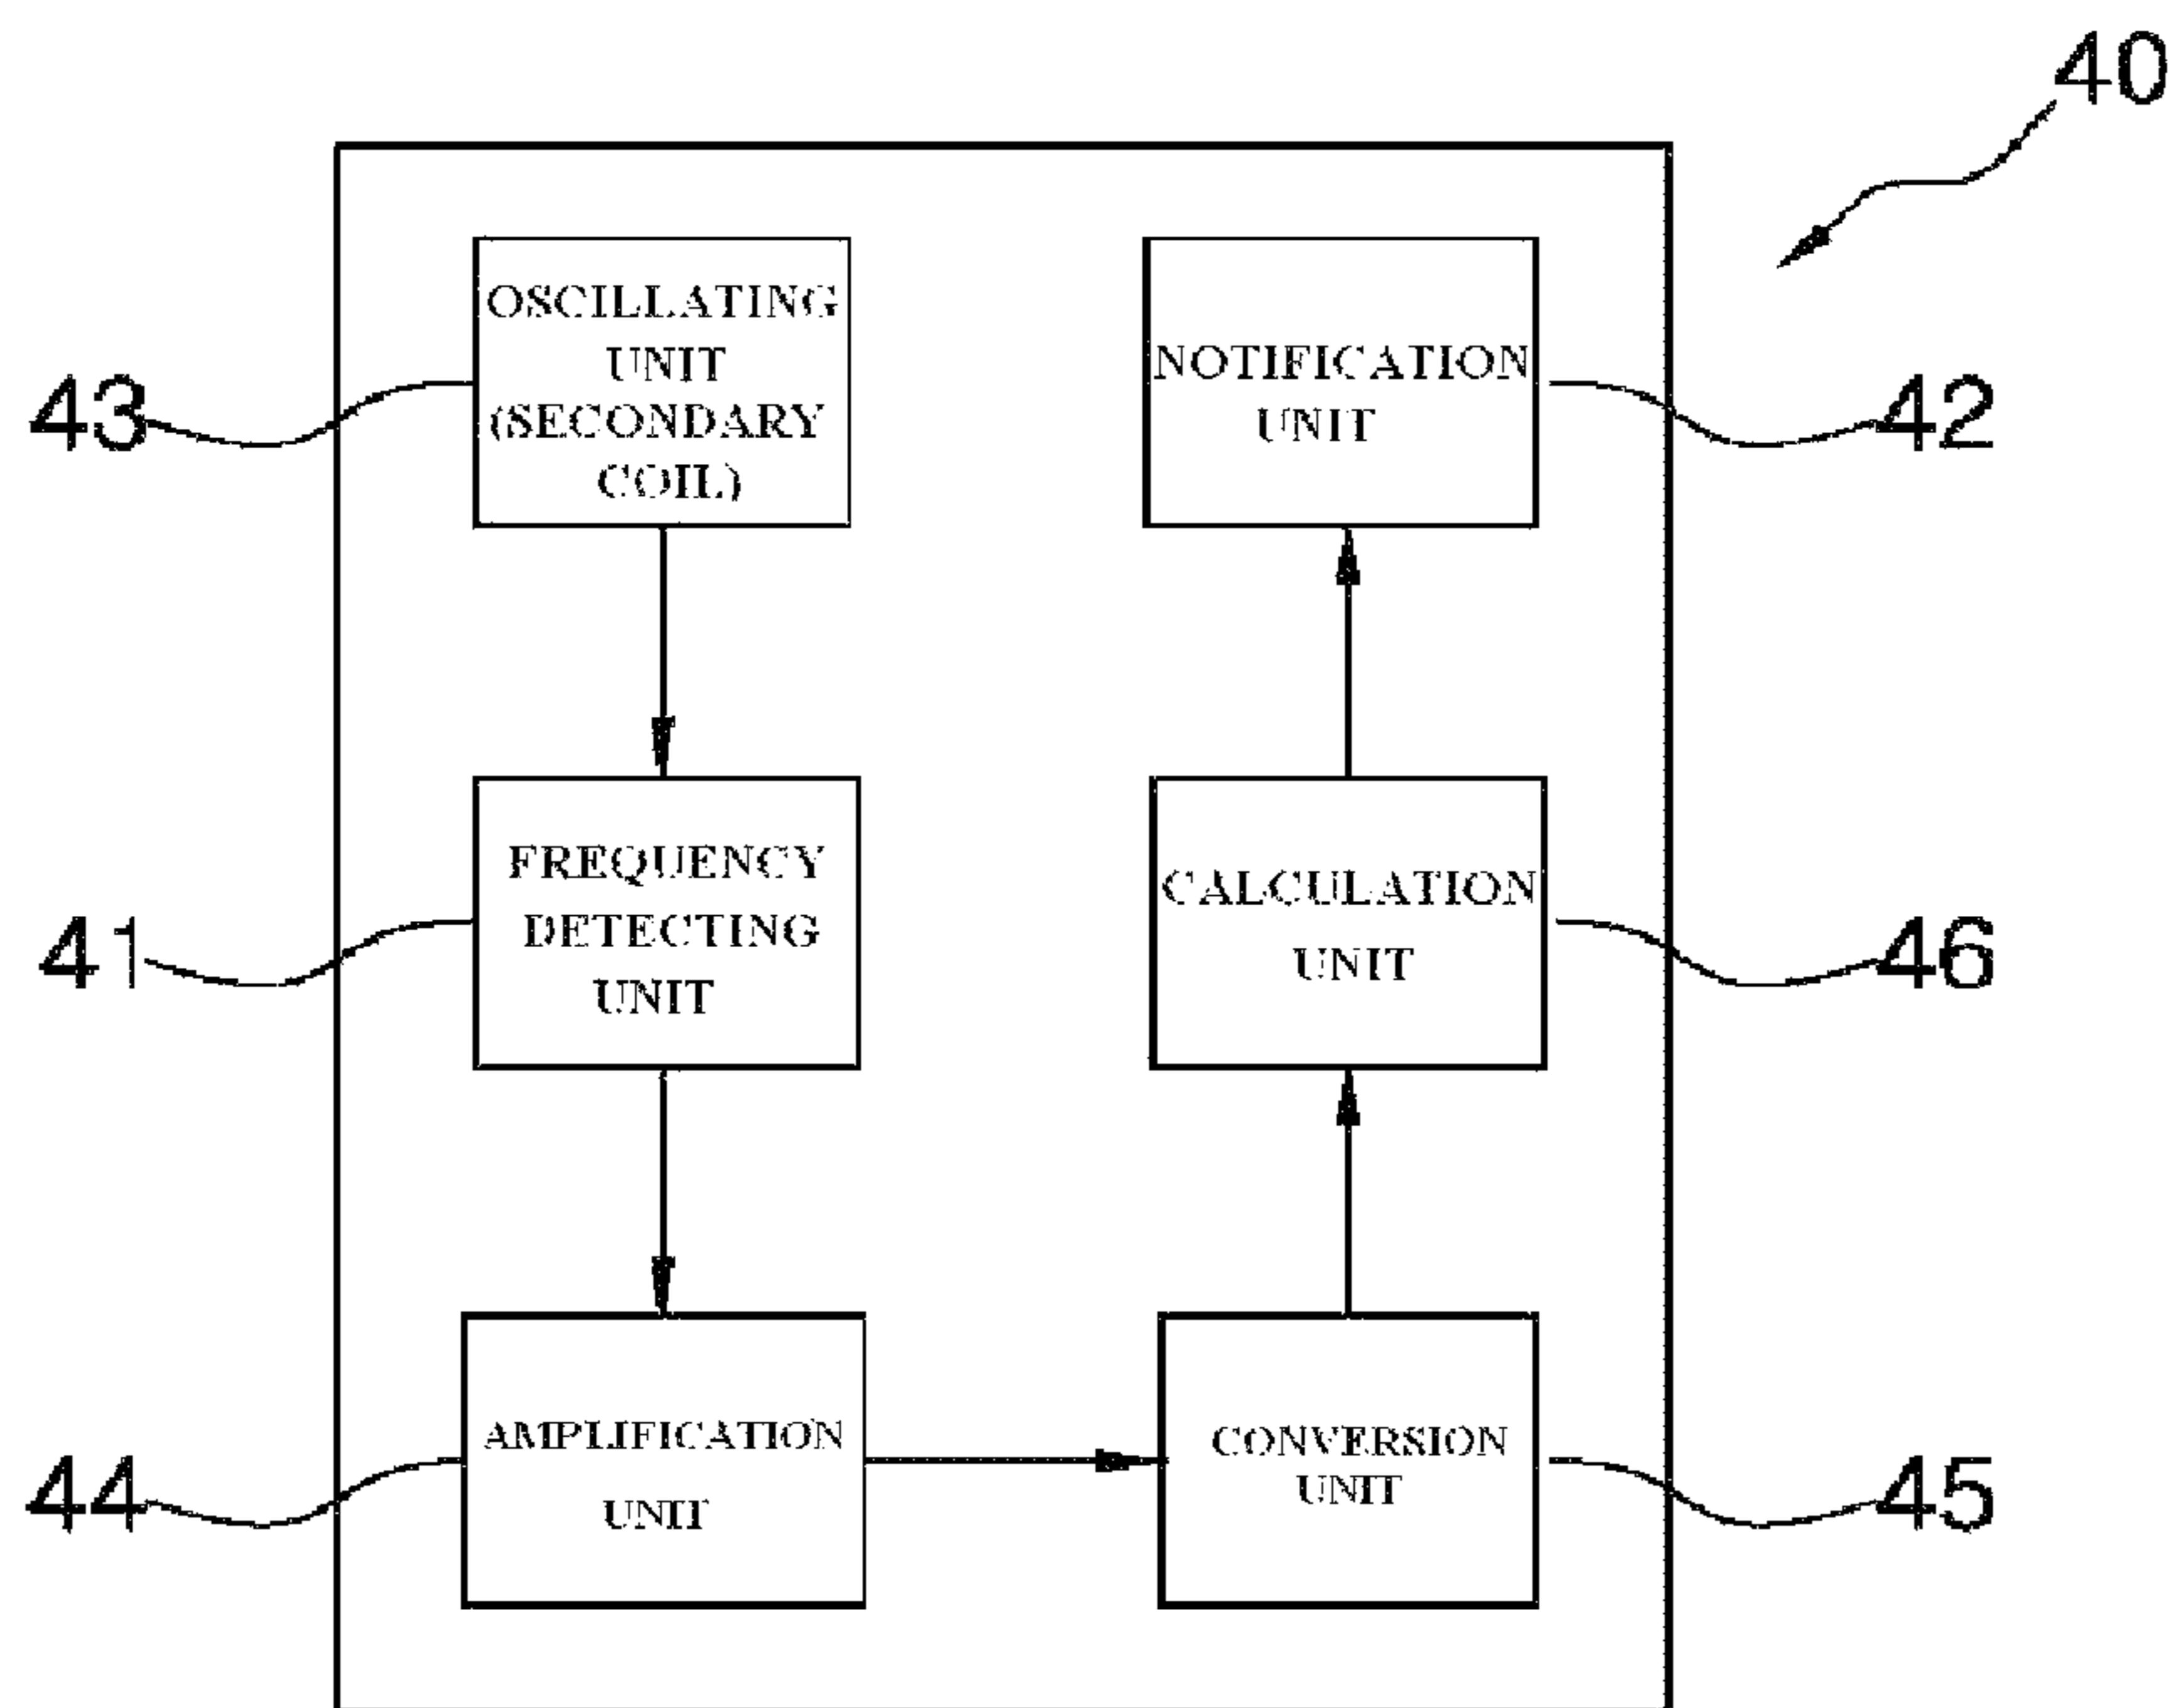 40
OSCILLATING
UNIT
(SECONDARY
COIL)
43
NOTIFICATION
UNIT
42
FREQUENCY
DETECTING
UNIT
41
CALCULATION
UNIT
46
AMPLIFICATION
UNIT
44
CONVERSION
UNIT
45